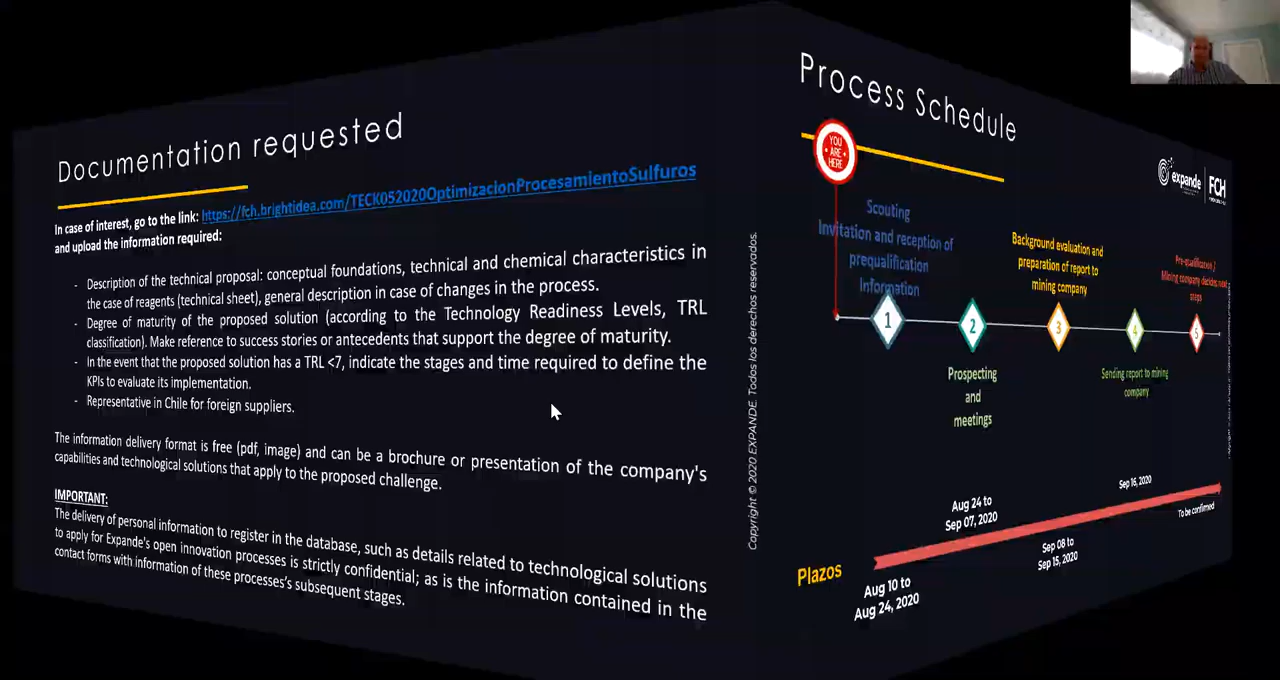 Documentation requested
In case of interest, go to the link: https://fch.brightidea.com/TECK052020OptimizacionProcesamientoSulfuros
and upload the information required:
- Description of the technical proposal: conceptual foundations, technical and chemical characteristics in
the case of reagents (technical sheet), general description in case of changes in the process.
- Degree of maturity of the proposed solution (according to the Technology Readiness Levels, TRL
classification). Make reference to success stories or antecedents that support the degree of maturity.
- In the event that the proposed solution has a TRL <7, indicate the stages and time required to define the
KPIs to evaluate its implementation.
- Representative in Chile for foreign suppliers.
The information delivery format is free (pdf, image) and can be a brochure or presentation of the company's
capabilities and technological solutions that apply to the proposed challenge.
IMPORTANT:
The delivery of personal information to register in the database, such as details related to technological solutions
to apply for Expande's open innovation processes is strictly confidential; as is the information contained in the
contact forms with information of these processes's subsequent stages.
Copyright © 2020 EXPANDE. Todos los derechos reservados.
Process Schedule
YOU
ARE
HERE
expande
FCH
Scouting
Invitation and reception of
prequalification
Information
Background evaluation and
preparation of report to
mining company
Pre-qualification /
Mining company decides next
steps
1
2
3
4
5
Prospecting
and
meetings
Sending report to mining
company
Plazos
Aug 10 to
Aug 24, 2020
Aug 24 to
Sep 07, 2020
Sep 08 to
Sep 15, 2020
Sep 16, 2020
To be confirmed